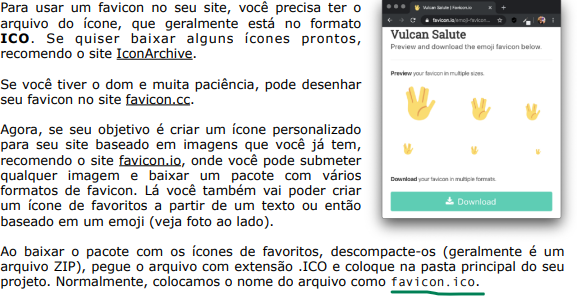 Para usar um favicon no seu site, você precisa ter o
arquivo do ícone, que geralmente está no formato
ICO. Se quiser baixar alguns ícones prontos,
recomendo o site IconArchive.
Se você tiver o dom e muita paciência, pode desenhar
seu favicon no site favicon.cc.
Agora, se seu objetivo é criar um ícone personalizado
para seu site baseado em imagens que você já tem,
recomendo o site favicon.io, onde você pode submeter
qualquer imagem e baixar um pacote com vários
formatos de favicon. Lá você também vai poder criar
um ícone de favoritos a partir de um texto ou então
baseado em um emoji (veja foto ao lado).
Vulcan Salute | Favicon.io
favicon.io/emoji-favicon...
Vulcan Salute
Preview and download the emoji favicon below.
Preview your favicon in multiple sizes.
Download your favicon in multiple formats.
Download
Ao baixar o pacote com os ícones de favoritos, descompacte-os (geralmente é um
arquivo ZIP), pegue o arquivo com extensão .ICO e coloque na pasta principal do seu
projeto. Normalmente, colocamos o nome do arquivo como favicon.ico.